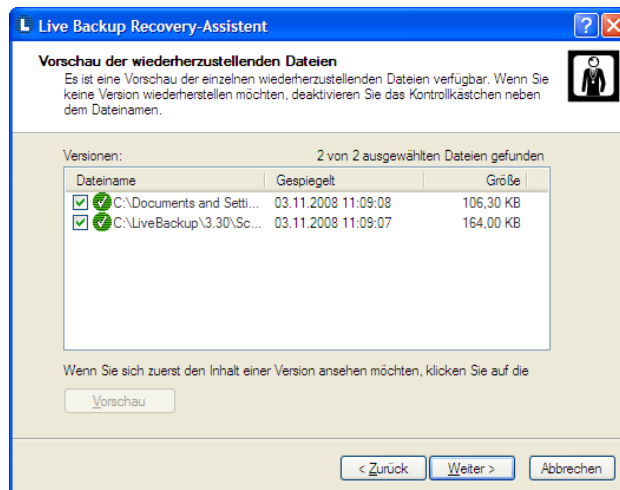 Live Backup Recovery-Assistent
Vorschau der wiederherzustellenden Dateien
Es ist eine Vorschau der einzelnen wiederherzustellenden Dateien verfügbar. Wenn Sie
keine Version wiederherstellen möchten, deaktivieren Sie das Kontrollkästchen neben
dem Dateinamen.
Versionen: 2 von 2 ausgewählten Dateien gefunden
Dateiname Gespiegelt Größe
C:\Documents and Setti... 03.11.2008 11:09:08 106,30 KB
C:\LiveBackup\3.30\Sc... 03.11.2008 11:09:07 164,00 KB
Wenn Sie sich zuerst den Inhalt einer Version ansehen möchten, klicken Sie auf die
Vorschau
< Zurück Weiter > Abbrechen